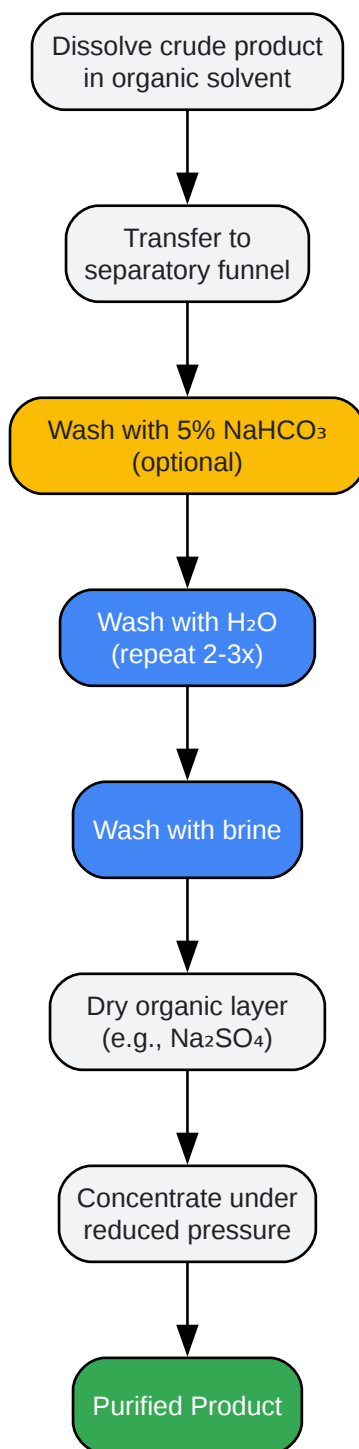 Dissolve crude product
in organic solvent
Transfer to
separatory funnel
Wash with 5% NaHCO₃
(optional)
Wash with H₂O
(repeat 2-3x)
Wash with brine
Dry organic layer
(e.g., Na₂SO₄)
Concentrate under
reduced pressure
Purified Product